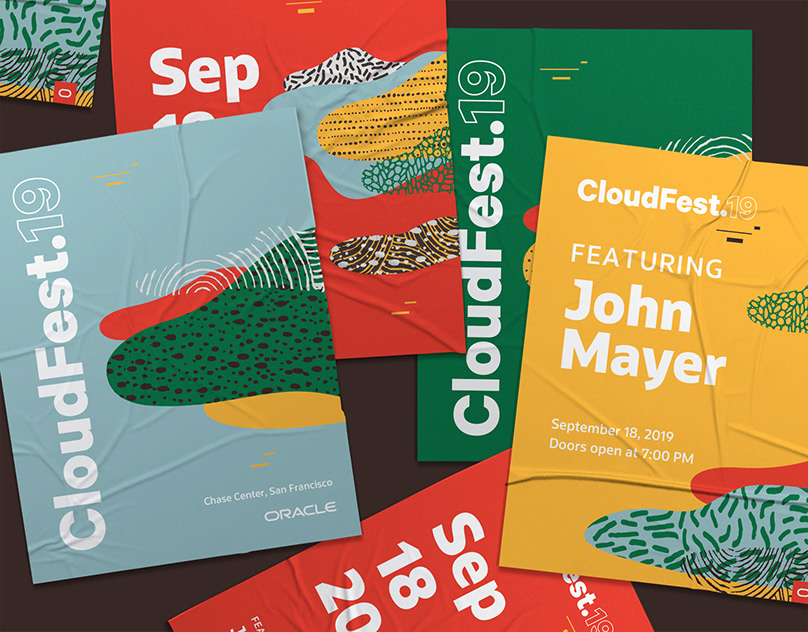 Sep
CloudFest.19
Chase Center, San Francisco
ORACLE
CloudFest.19
CloudFest.19
FEATURING
John
Mayer
September 18, 2019
Doors open at 7:00 PM
Sep
18
20